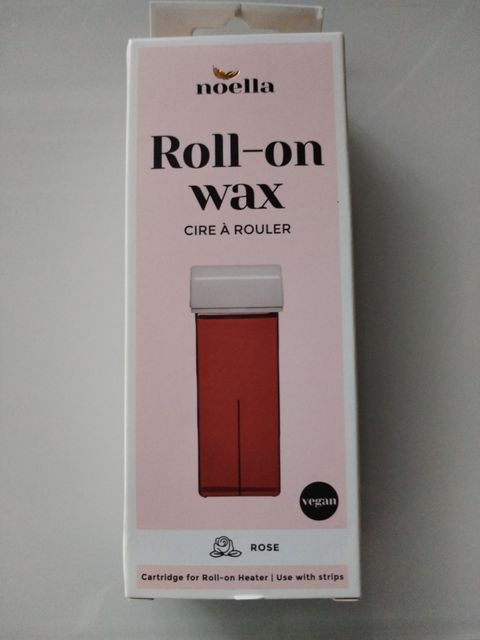 noella
Roll-on
wax
CIRE À ROULER
vegan
ROSE
Cartridge for Roll-on Heater | Use with strips